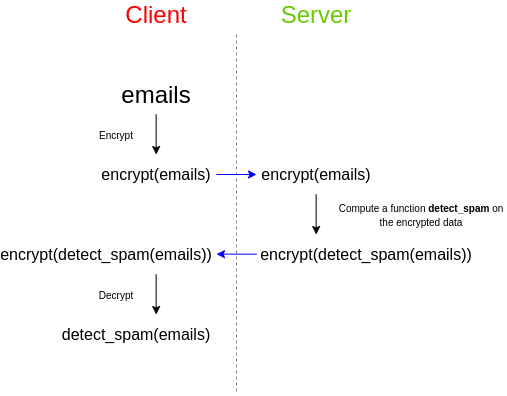 Client
Server
emails
Encrypt
encrypt(emails)
encrypt(emails)
Compute a function detect_spam on
the encrypted data
encrypt(detect_spam(emails))
encrypt(detect_spam(emails))
Decrypt
detect_spam(emails)